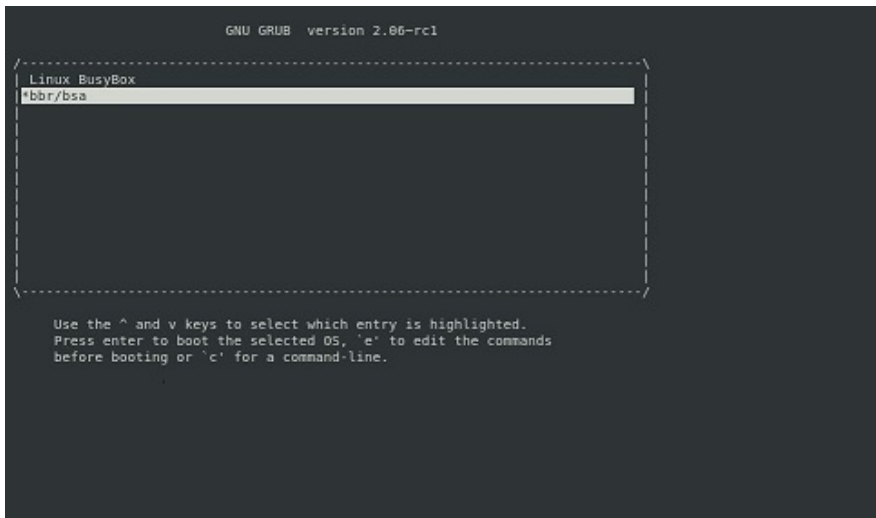 GNU GRUB  version 2.06~rc1
Linux BusyBox
*bbr/bsa
Use the ^ and v keys to select which entry is highlighted.
Press enter to boot the selected OS, `e' to edit the commands
before booting or `c' for a command-line.